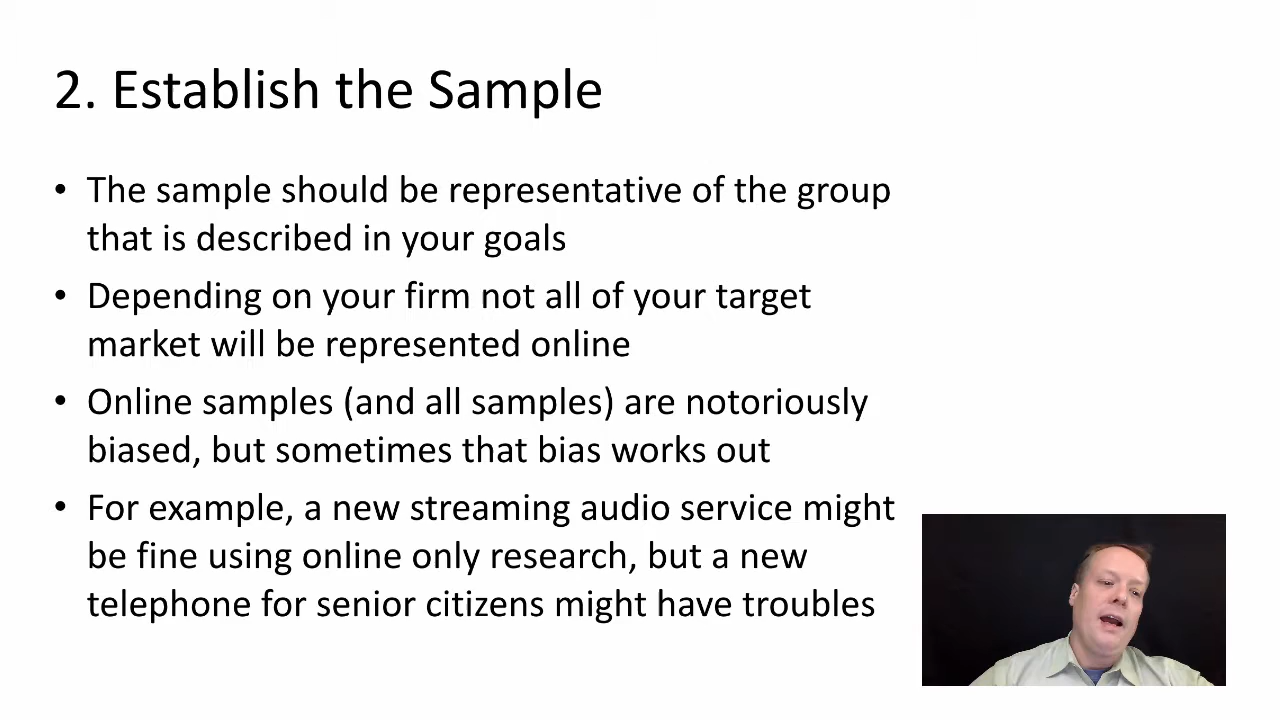 2. Establish the Sample
• The sample should be representative of the group
that is described in your goals
• Depending on your firm not all of your target
market will be represented online
• Online samples (and all samples) are notoriously
biased, but sometimes that bias works out
• For example, a new streaming audio service might
be fine using online only research, but a new
telephone for senior citizens might have troubles